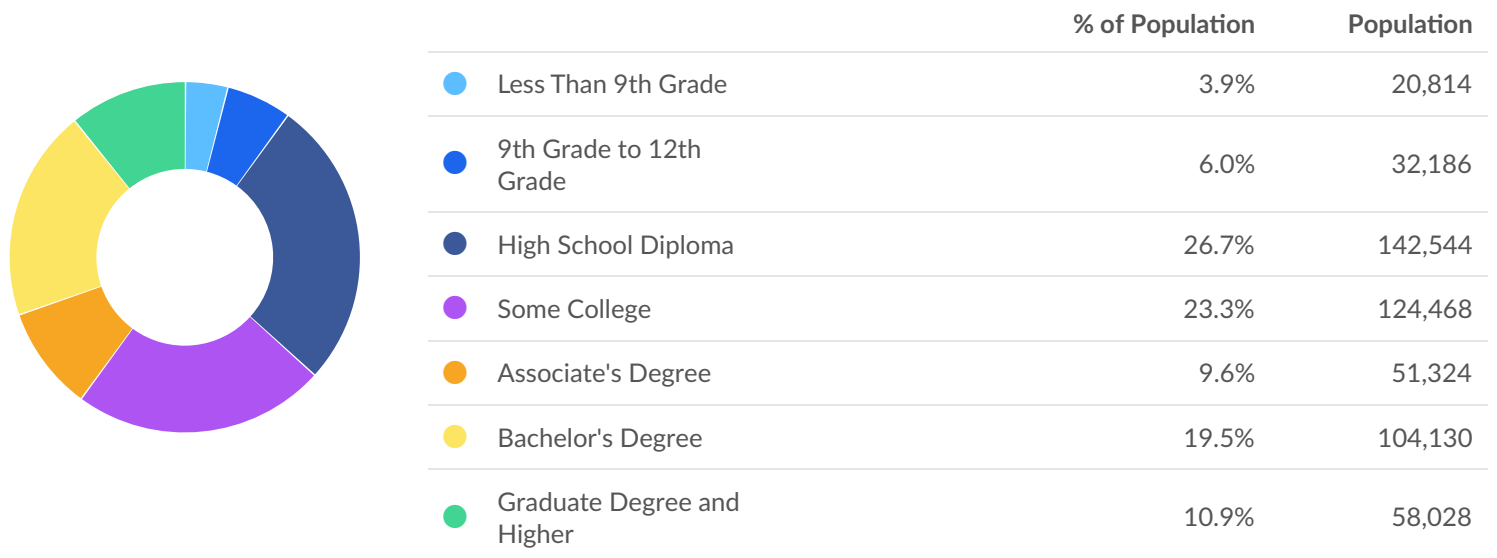 % of Population Population
Less Than 9th Grade 3.9% 20,814
9th Grade to 12th
Grade 6.0% 32,186
High School Diploma 26.7% 142,544
Some College 23.3% 124,468
Associate's Degree 9.6% 51,324
Bachelor's Degree 19.5% 104,130
Graduate Degree and
Higher 10.9% 58,028